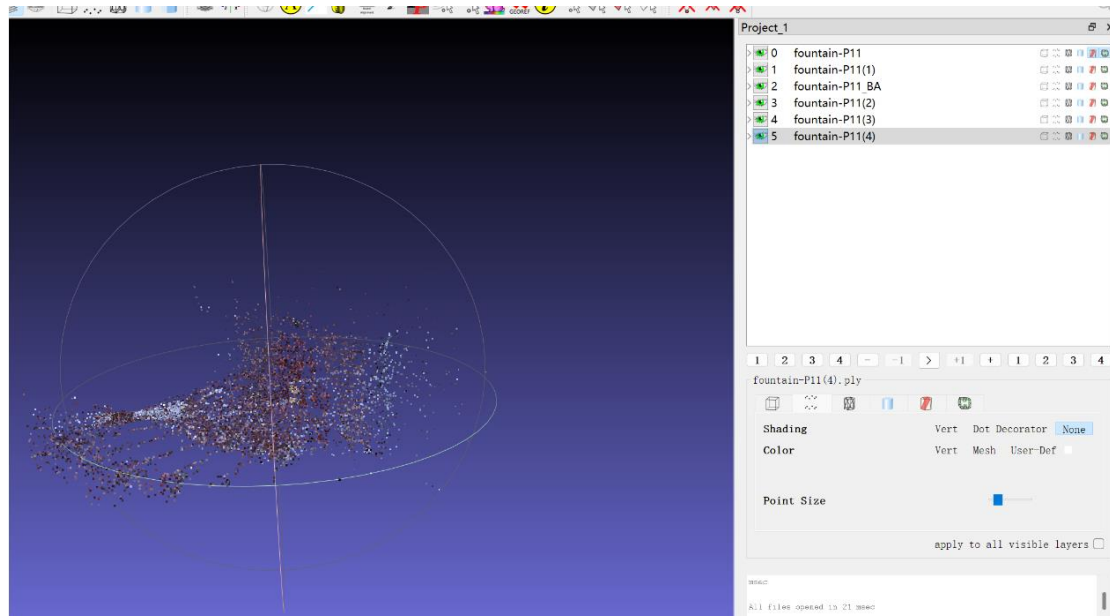 GEOREF
Project_1
0 fountain-P11
1 fountain-P11(1)
2 fountain-P11_BA
3 fountain-P11(2)
4 fountain-P11(3)
5 fountain-P11(4)
1 2 3 4 - -1 > +1 + 1 2 3 4
fountain-P11(4).ply
Shading Vert Dot Decorator None
Color Vert Mesh User-Def
Point Size
apply to all visible layers
msec
All files opened in 21 msec